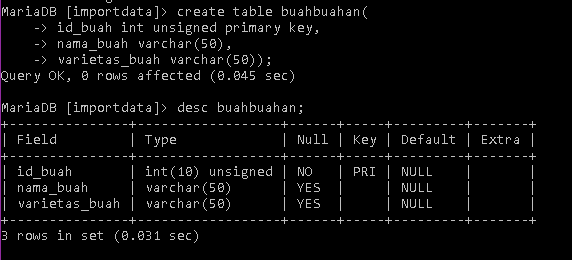 MariaDB [importdata]> create table buahbuahan(
    -> id_buah int unsigned primary key,
    -> nama_buah varchar(50),
    -> varietas_buah varchar(50));
Query OK, 0 rows affected (0.045 sec)

MariaDB [importdata]> desc buahbuahan;
+---------------+------------------+------+-----+---------+-------+
| Field         | Type             | Null | Key | Default | Extra |
+---------------+------------------+------+-----+---------+-------+
| id_buah       | int(10) unsigned | NO   | PRI | NULL    |       |
| nama_buah     | varchar(50)      | YES  |     | NULL    |       |
| varietas_buah | varchar(50)      | YES  |     | NULL    |       |
+---------------+------------------+------+-----+---------+-------+
3 rows in set (0.031 sec)